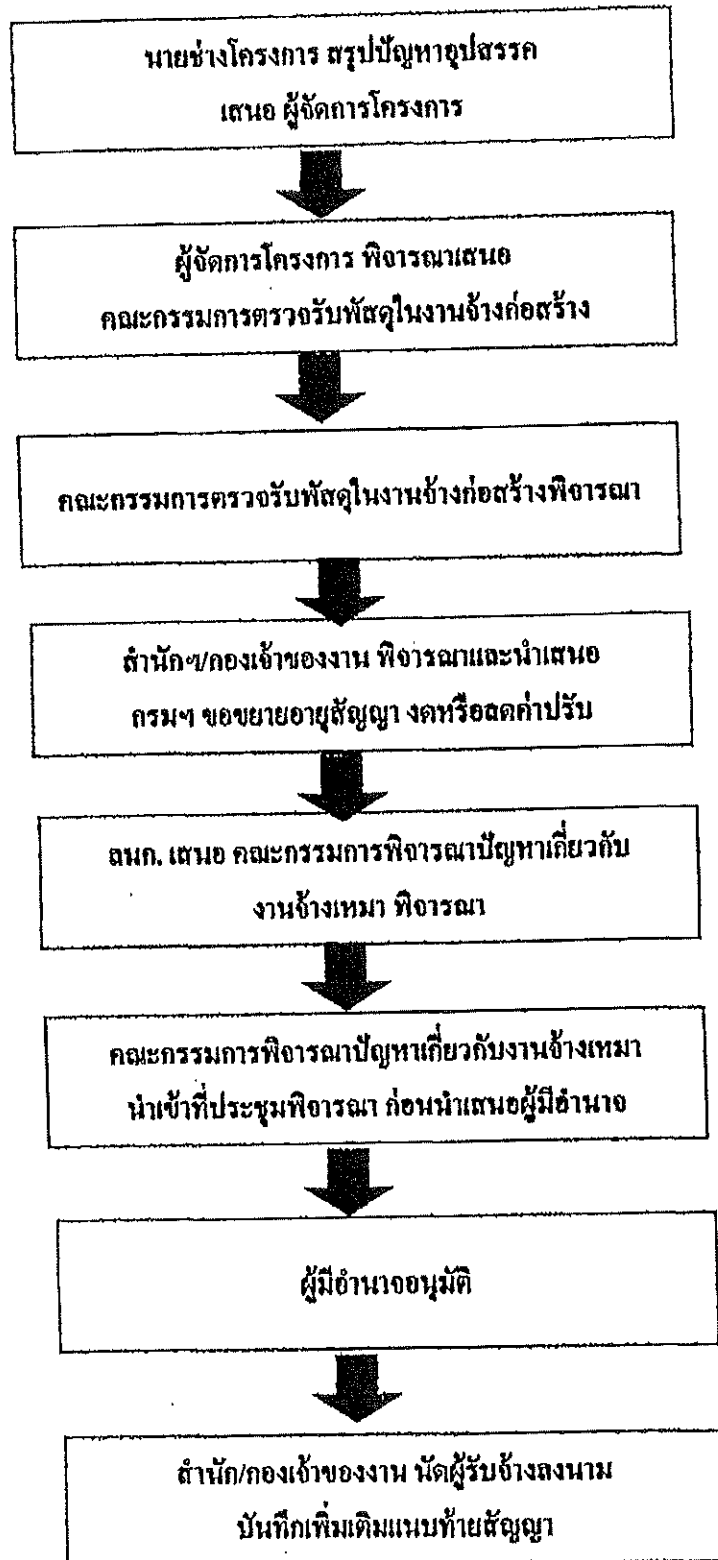 นายช่างโครงการ สรุปปัญหาอุปสรรค
เสนอ ผู้จัดการโครงการ
ผู้จัดการโครงการ พิจารณาเสนอ
คณะกรรมการตรวจรับพัสดุในงานจ้างก่อสร้าง
คณะกรรมการตรวจรับพัสดุในงานจ้างก่อสร้างพิจารณา
สำนักฯ/กองเจ้าของงาน พิจารณาและนำเสนอ
กรมฯ ขอขยายอายุสัญญา งดหรือลดค่าปรับ
สนก. เสนอ คณะกรรมการพิจารณาปัญหาเกี่ยวกับ
งานจ้างเหมา พิจารณา
คณะกรรมการพิจารณาปัญหาเกี่ยวกับงานจ้างเหมา
นำเข้าที่ประชุมพิจารณา ก่อนนำเสนอผู้มีอำนาจ
ผู้มีอำนาจอนุมัติ
สำนัก/กองเจ้าของงาน นัดผู้รับจ้างลงนาม
บันทึกเพิ่มเติมแนบท้ายสัญญา